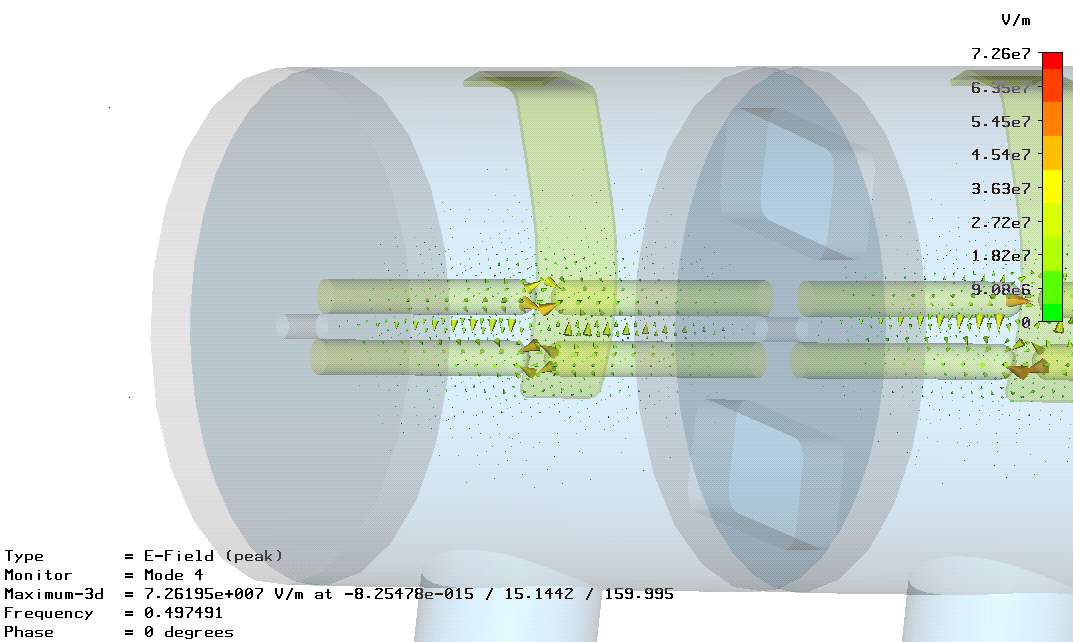 V/m
7.26e7
6.35e7
5.45e7
4.54e7
3.63e7
2.72e7
1.82e7
9.08e6
0
Type = E-Field (peak)
Monitor = Mode 4
Maximum-3d = 7.26195e+007 V/m at -8.25478e-015 / 15.1442 / 159.995
Frequency = 0.497491
Phase = 0 degrees